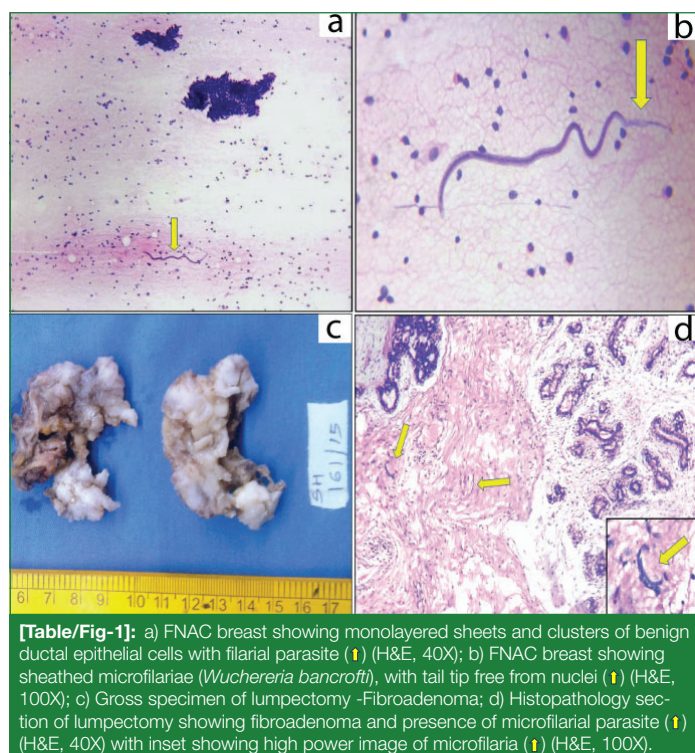 a
b
c
d
SH
161/15
6 7 8 9 10 11 12 13 14 15 16 17
[Table/Fig-1]: a) FNAC breast showing monolayered sheets and clusters of benign
ductal epithelial cells with filarial parasite (⬆) (H&E, 40X); b) FNAC breast showing
sheathed microfilariae (Wuchereria bancrofti), with tail tip free from nuclei (⬆) (H&E,
100X); c) Gross specimen of lumpectomy -Fibroadenoma; d) Histopathology sec-
tion of lumpectomy showing fibroadenoma and presence of microfilarial parasite (⬆)
(H&E, 40X) with inset showing high power image of microfilaria (⬆) (H&E, 100X).